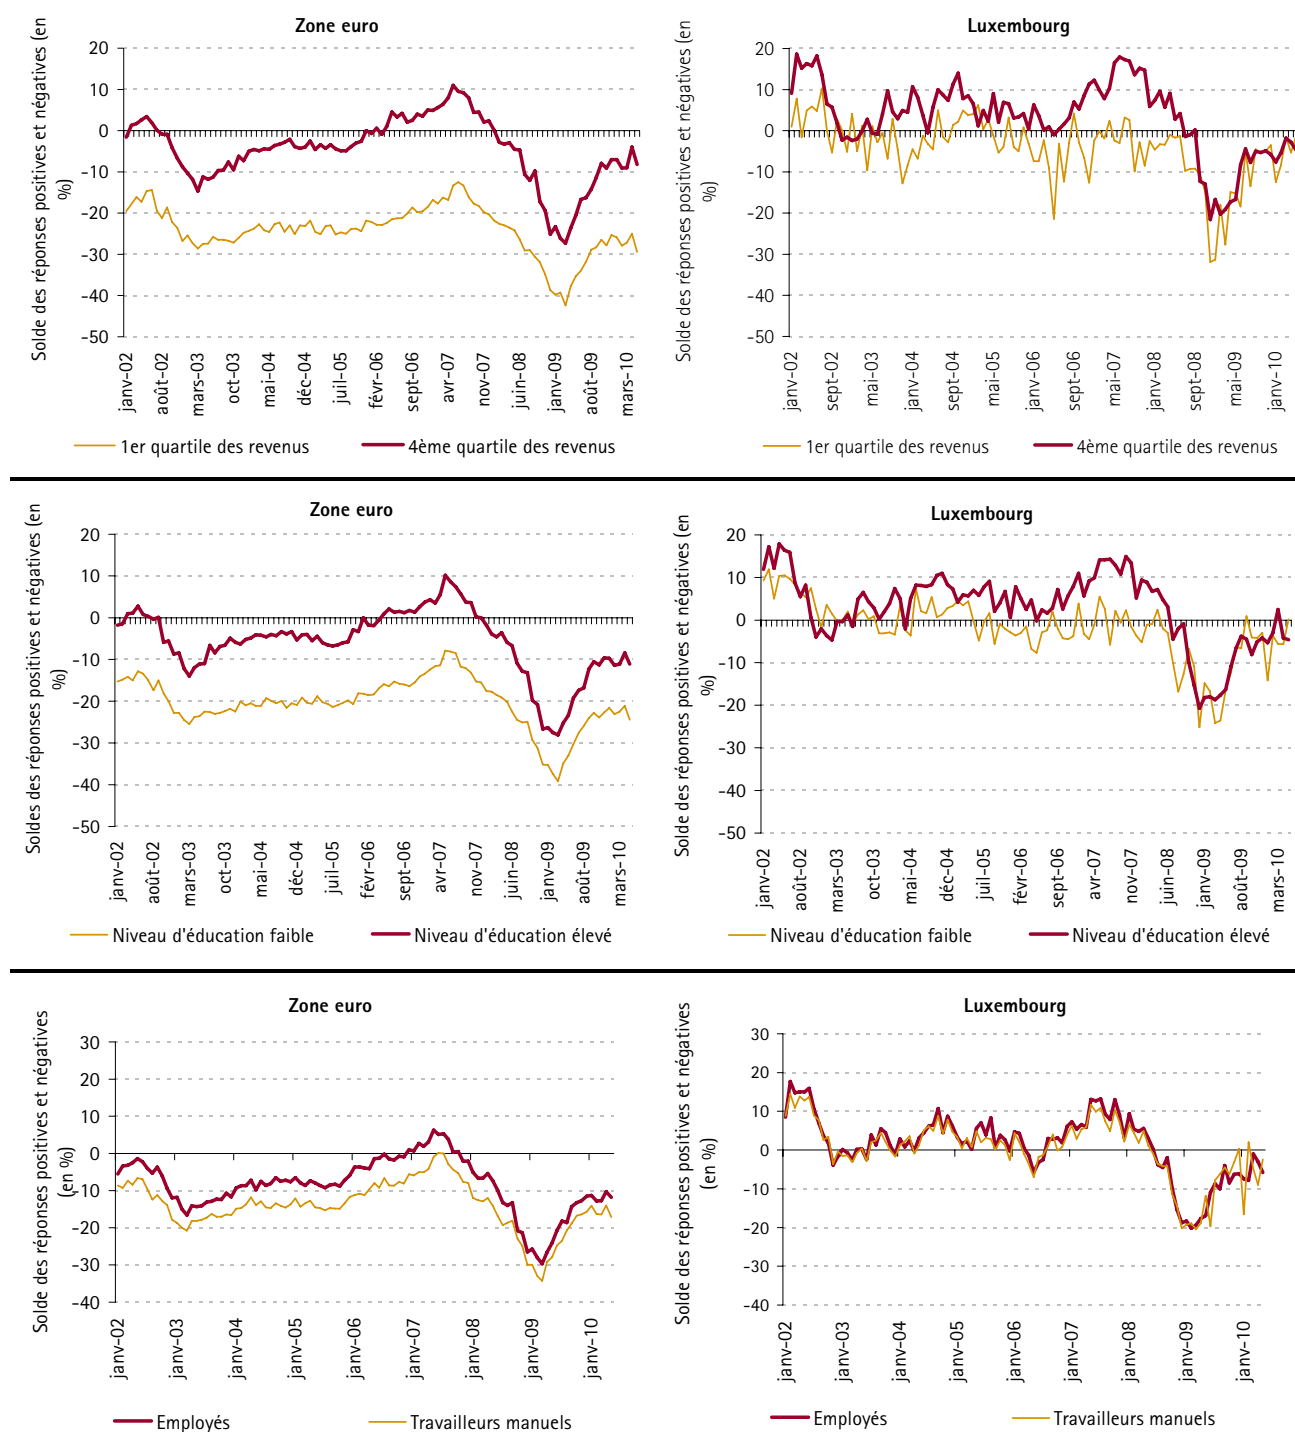 Zone euro
Solde des réponses positives et négatives (en
%)
20
10
0
-10
-20
-30
-40
-50
janv-02
août-02
mars-03
oct-03
mai-04
déc-04
juil-05
févr-06
sept-06
avr-07
nov-07
juin-08
janv-09
août-09
mars-10
1er quartile des revenus
4ème quartile des revenus
Luxembourg
Solde des réponses positives et négatives (en
%)
20
10
0
-10
-20
-30
-40
-50
janv-02
sept-02
mai-03
janv-04
sept-04
mai-05
janv-06
sept-06
mai-07
janv-08
sept-08
mai-09
janv-10
1er quartile des revenus
4ème quartile des revenus
Zone euro
Soldes des réponses positives et négatives (en
%)
20
10
0
-10
-20
-30
-40
-50
janv-02
août-02
mars-03
oct-03
mai-04
déc-04
juil-05
févr-06
sept-06
avr-07
nov-07
juin-08
janv-09
août-09
mars-10
Niveau d'éducation faible
Niveau d'éducation élevé
Luxembourg
Solde des réponses positives et négatives (en
%)
20
10
0
-10
-20
-30
-40
-50
janv-02
août-02
mars-03
oct-03
mai-04
déc-04
juil-05
févr-06
sept-06
avr-07
nov-07
juin-08
janv-09
août-09
mars-10
Niveau d'éducation faible
Niveau d'éducation élevé
Zone euro
Solde des réponses positives et négatives
(en %)
30
20
10
0
-10
-20
-30
-40
janv-02
janv-03
janv-04
janv-05
janv-06
janv-07
janv-08
janv-09
janv-10
Employés
Travailleurs manuels
Luxembourg
Solde des réponses positives et négatives
(en %)
30
20
10
0
-10
-20
-30
-40
janv-02
janv-03
janv-04
janv-05
janv-06
janv-07
janv-08
janv-09
janv-10
Employés
Travailleurs manuels